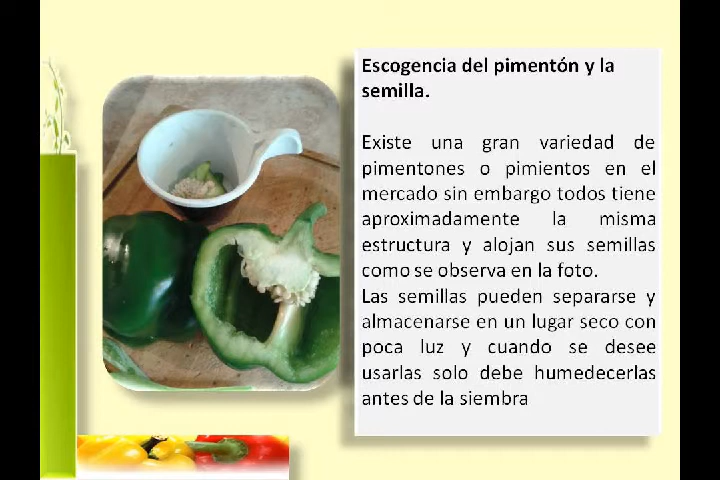 Escogencia del pimentón y la
semilla.
Existe una gran variedad de
pimentones o pimientos en el
mercado sin embargo todos tiene
aproximadamente la misma
estructura y alojan sus semillas
como se observa en la foto.
Las semillas pueden separarse y
almacenarse en un lugar seco con
poca luz y cuando se desee
usarlas solo debe humedecerlas
antes de la siembra